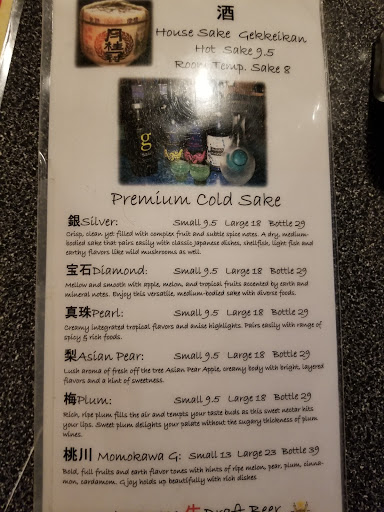 酒
月桂冠
House Sake Gekkeikan
Hot Sake 9.5
Room Temp. Sake 8
g
Premium Cold Sake
銀Silver: Small 9.5 Large 18 Bottle 29
Crisp, clean yet filled with complex fruit and subtle spice notes. A dry, medium-
bodied sake that pairs easily with classic Japanese dishes, shellfish, light fish and
earthy flavors like wild mushrooms as well.
宝石Diamond: Small 9.5 Large 18 Bottle 29
Mellow and smooth with apple, melon, and tropical fruits accented by earth and
mineral notes. Enjoy this versatile, medium-bodied sake with diverse foods.
真珠Pearl: Small 9.5 Large 18 Bottle 29
Creamy integrated tropical flavors and anise highlights. Pairs easily with range of
spicy & rich foods.
梨Asian Pear: Small 9.5 Large 18 Bottle 29
Lush aroma of fresh off the tree Asian Pear Apple, creamy body with bright, layered
flavors and a hint of sweetness.
梅Plum: Small 9.5 Large 18 Bottle 29
Rich, ripe plum fills the air and tempts your taste buds as this sweet nectar hits
your lips. Sweet plum delights your palate without the sugary thickness of plum
wines.
桃川 Momokawa G: Small 13 Large 23 Bottle 39
Bold, full fruits and earth flavor tones with hints of ripe melon, pear, plum, cinna-
mon, cardamom. G joy holds up beautifully with rich dishes
生Draft Beer